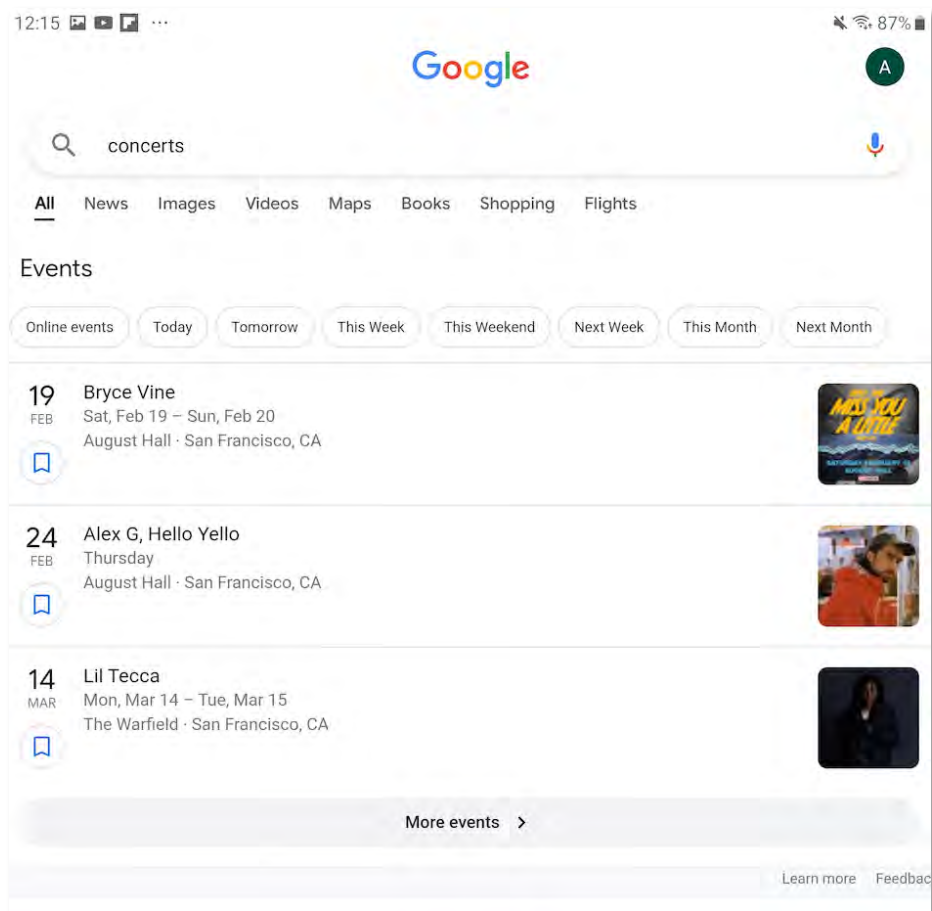 12:15 ... 87%
Google
A
concerts
All News Images Videos Maps Books Shopping Flights
Events
Online events Today Tomorrow This Week This Weekend Next Week This Month Next Month
19 Bryce Vine
FEB Sat, Feb 19 – Sun, Feb 20
August Hall · San Francisco, CA
MISS YOU
A LITTLE
24 Alex G, Hello Yello
FEB Thursday
August Hall · San Francisco, CA
14 Lil Tecca
MAR Mon, Mar 14 – Tue, Mar 15
The Warfield · San Francisco, CA
More events >
Learn more Feedbac